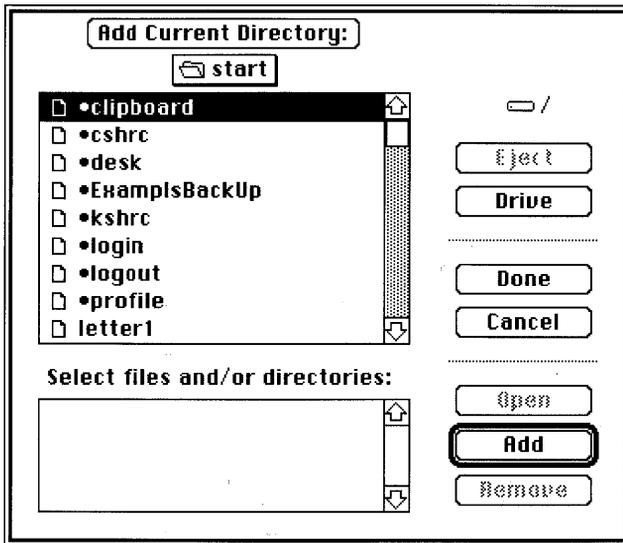 Add Current Directory:
start
•clipboard
•cshrc
•desk
•ExamplsBackUp
•kshrc
•login
•logout
•profile
letter1
/
Eject
Drive
Done
Cancel
Select files and/or directories:
Open
Add
Remove